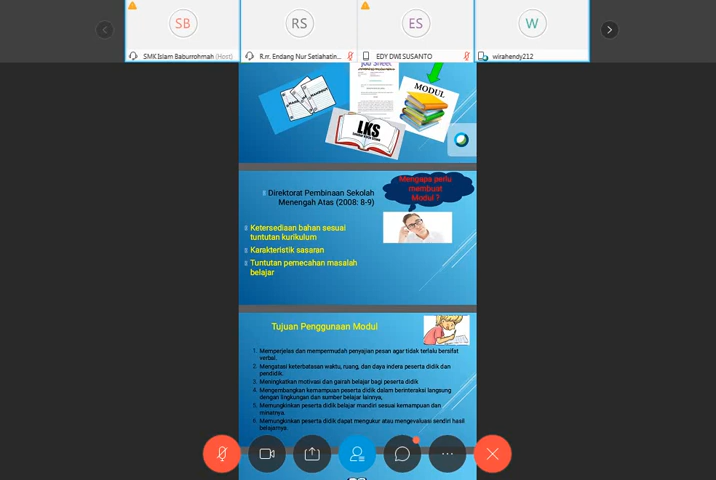 SB
RS
ES
W
SMK Islam Baburrohmah (Host)
R.rr. Endang Nur Setiahatin...
EDY DWI SUSANTO
wirahendy212
Job Sheet
MODUL
LKS
Direktorat Pembinaan Sekolah
Menengah Atas (2008: 8-9)
Mengapa perlu
membuat
Modul ?
Ketersediaan bahan sesuai
tuntutan kurikulum
Karakteristik sasaran
Tuntutan pemecahan masalah
belajar
Tujuan Penggunaan Modul
1. Memperjelas dan mempermudah penyajian pesan agar tidak terlalu bersifat
verbal.
2. Mengatasi keterbatasan waktu, ruang, dan daya indera peserta didik dan
pendidik.
3. Meningkatkan motivasi dan gairah belajar bagi peserta didik
4. Mengembangkan kemampuan peserta didik dalam berinteraksi langsung
dengan lingkungan dan sumber belajar lainnya,
5. Memungkinkan peserta didik belajar mandiri sesuai kemampuan dan
minatnya.
6. Memungkinkan peserta didik dapat mengukur atau mengevaluasi sendiri hasil
belajarnya.